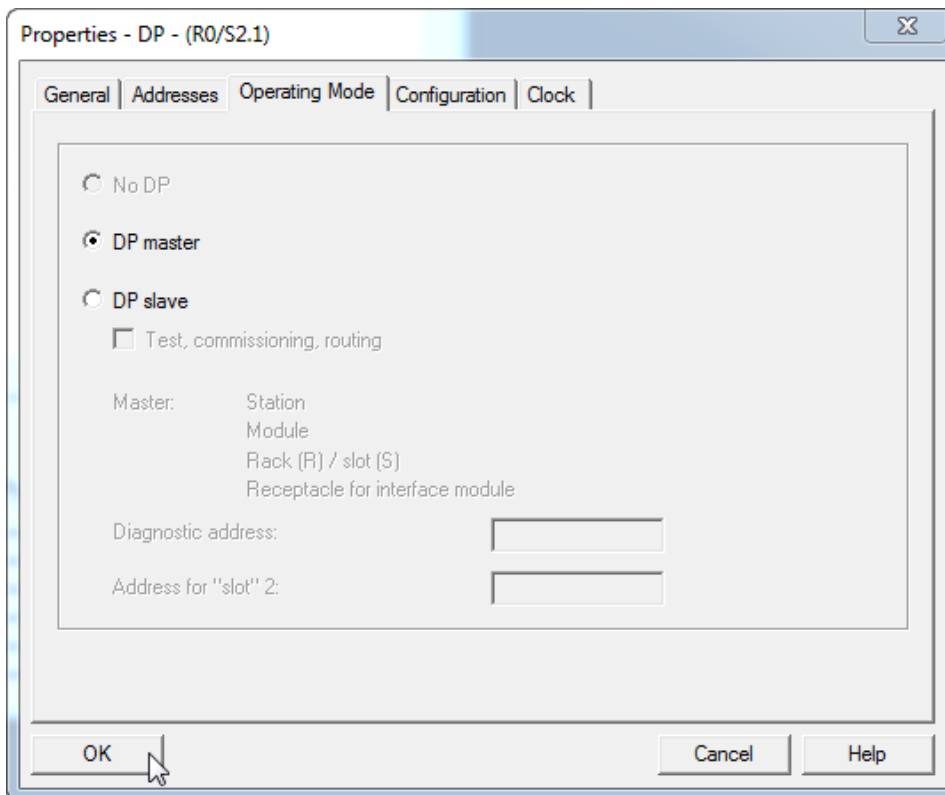 Properties - DP - (R0/S2.1)
General Addresses Operating Mode Configuration Clock
No DP
DP master
DP slave
Test, commissioning, routing
Master: Station
Module
Rack (R) / slot (S)
Receptacle for interface module
Diagnostic address:
Address for "slot" 2:
OK Cancel Help